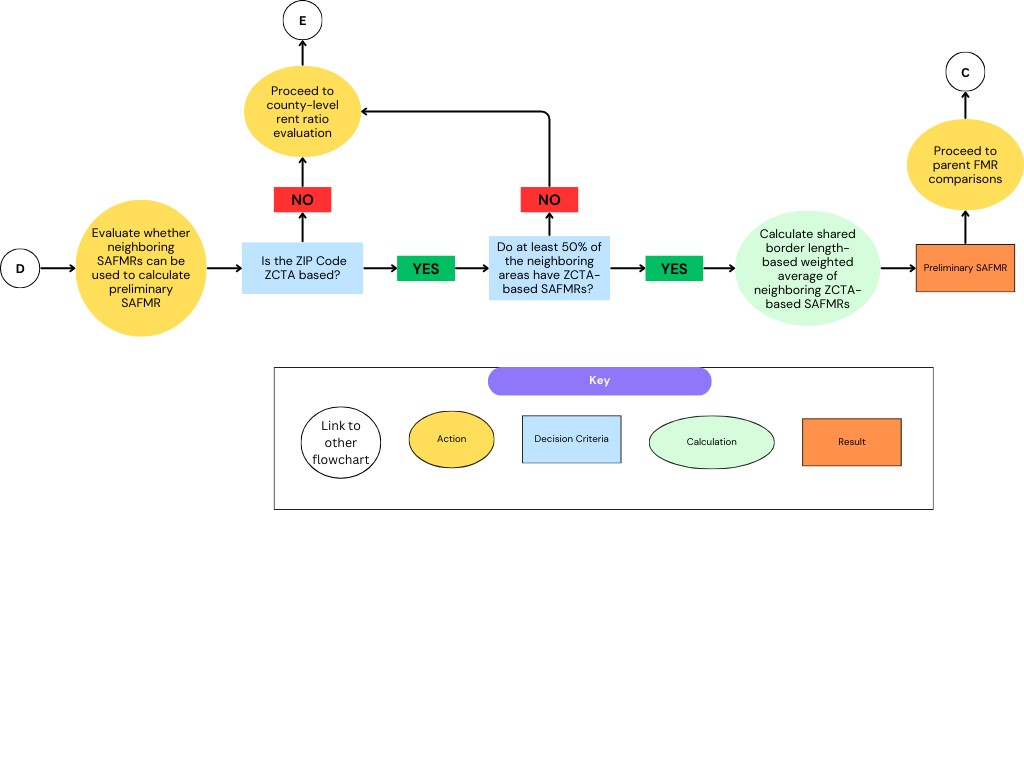 E
Proceed to
county-level
rent ratio
evaluation
C
Proceed to
parent FMR
comparisons
NO
NO
D
Evaluate whether
neighboring
SAFMRs can be
used to calculate
preliminary
SAFMR
Is the ZIP Code
ZCTA based?
YES
Do at least 50% of
the neighboring
areas have ZCTA-
based SAFMRs?
YES
Calculate shared
border length-
based weighted
average of
neighboring ZCTA-
based SAFMRs
Preliminary SAFMR
Key
Link to
other
flowchart
Action
Decision Criteria
Calculation
Result